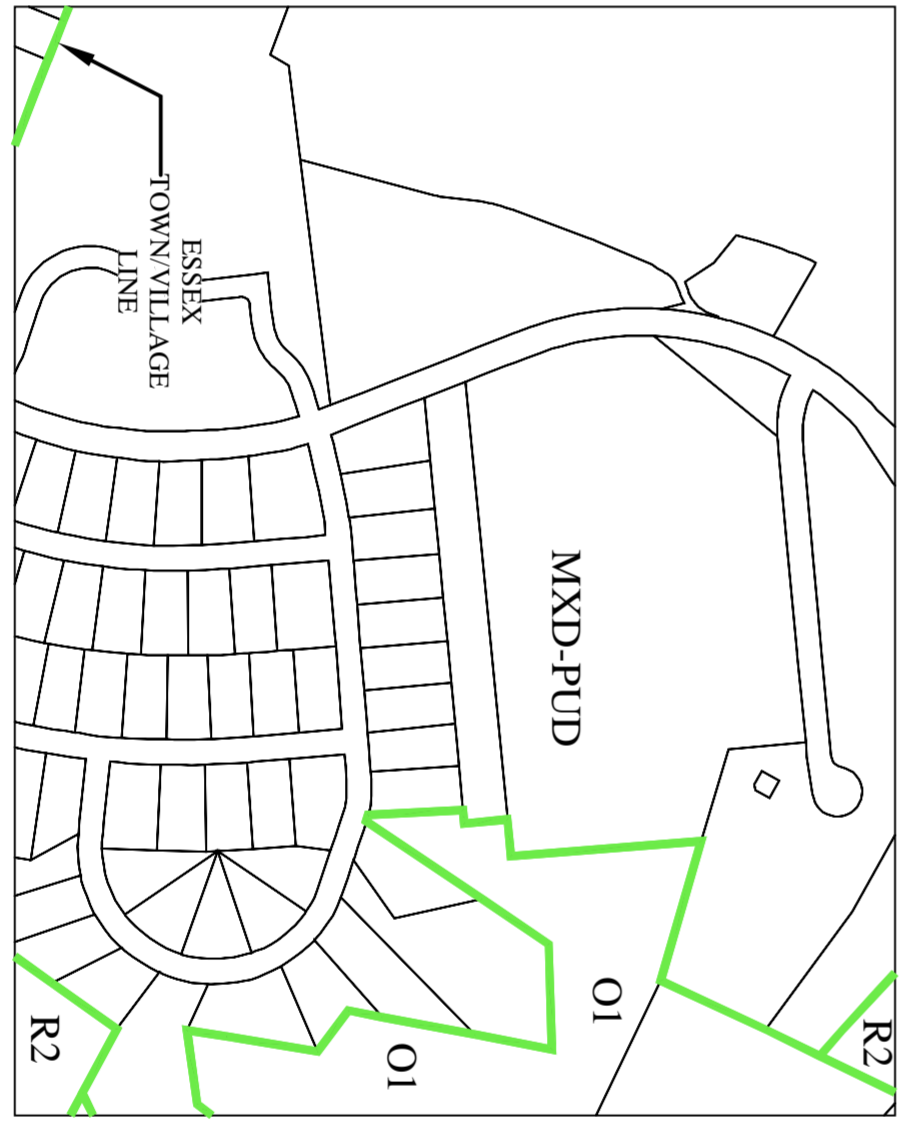 ESSEX
TOWN/VILLAGE
LINE
MXD-PUD
O1
O1
R2
R2